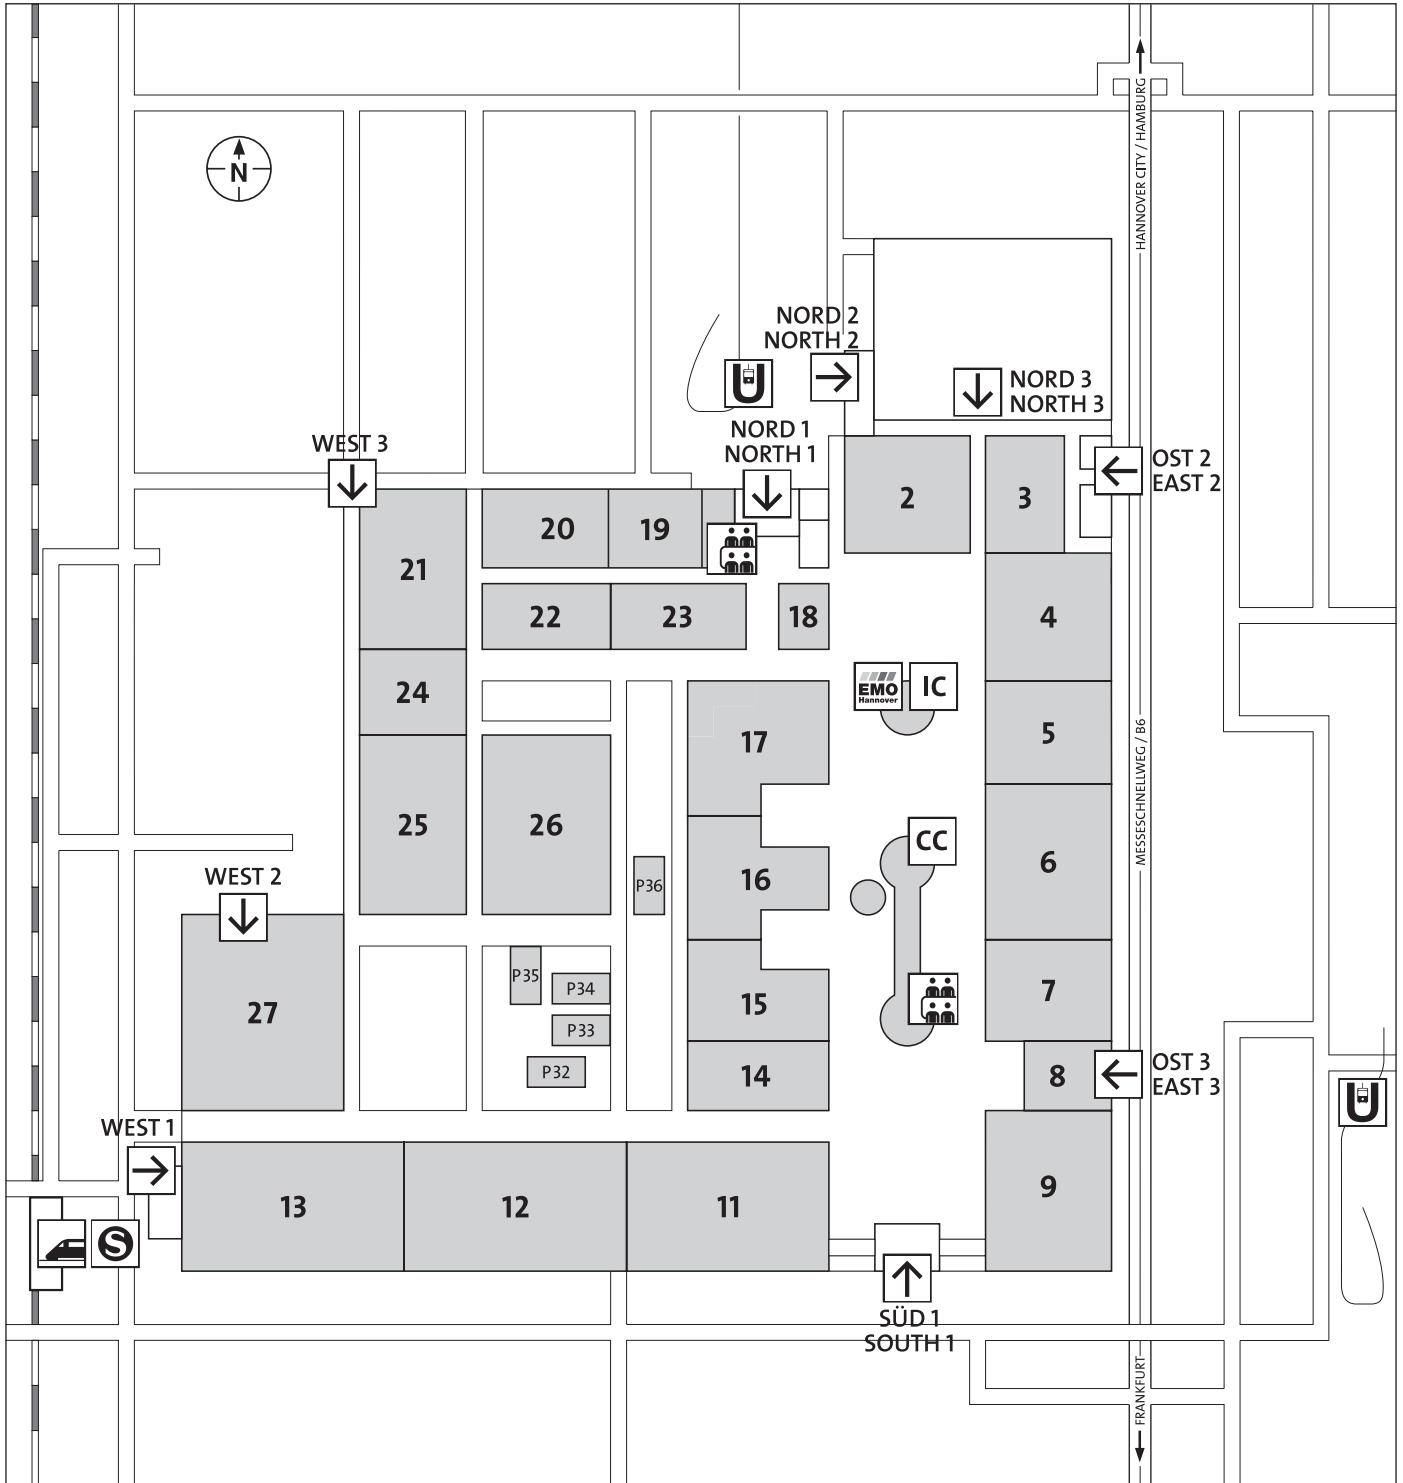 HANNOVER CITY / HAMBURG
N
NORD 2
NORTH 2
U
NORD 3
NORTH 3
NORD 1
NORTH 1
WEST 3
OST 2
EAST 2
2
3
20
19
21
22
23
18
4
24
EMO
Hannover
IC
5
17
MESSESCHNELLWEG / B6
25
26
CC
6
16
P36
WEST 2
P35
P34
7
27
15
P33
P32
14
8
OST 3
EAST 3
U
WEST 1
13
12
11
9
S
SÜD 1
SOUTH 1
FRANKFURT